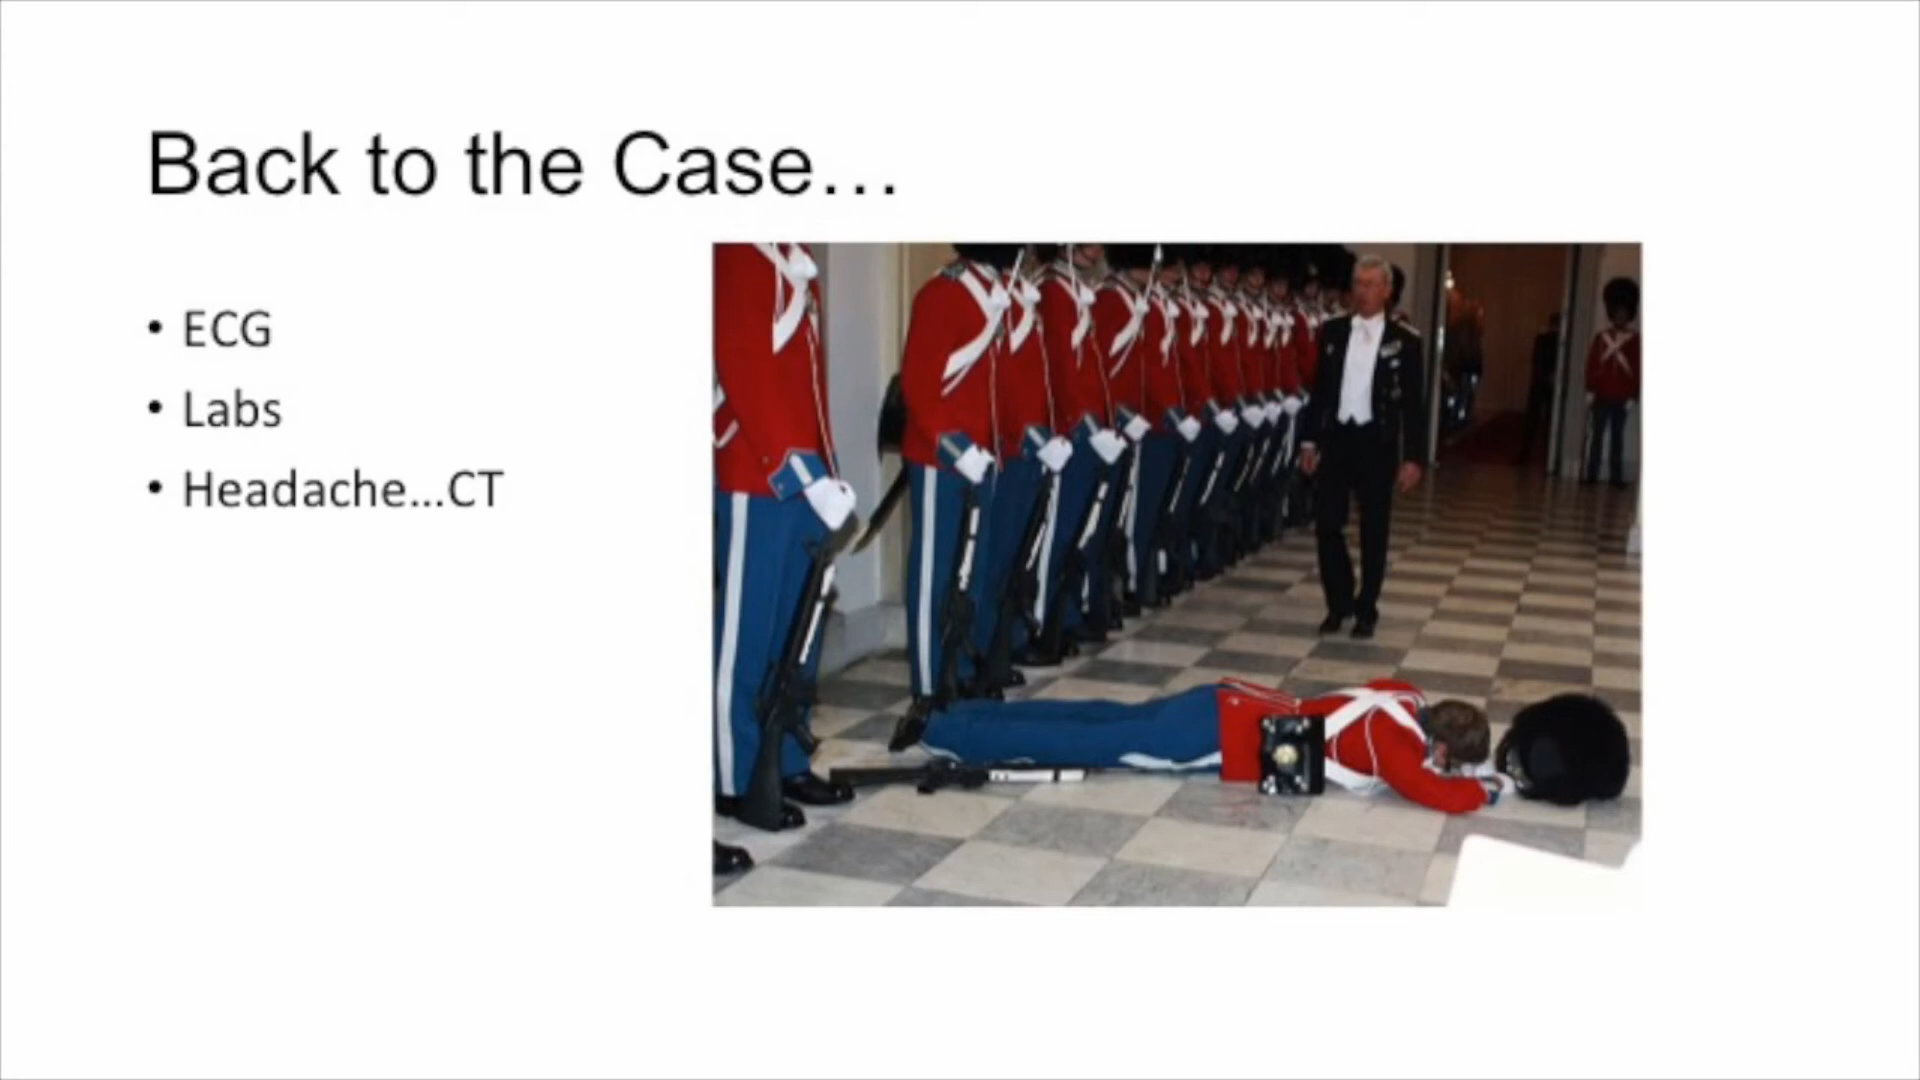 Back to the Case…
• ECG
• Labs
• Headache…CT